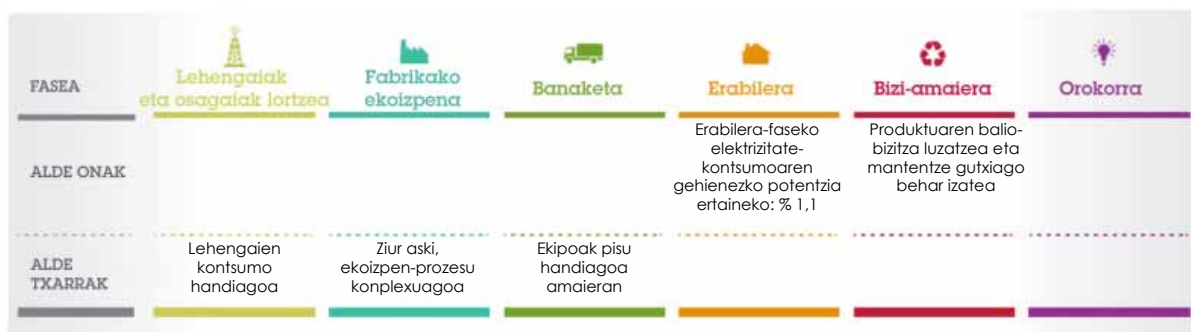 FASEA
Lehengaiak
eta osagaiak lortzea
Fabrikako
ekoizpena
Banaketa
Erabilera
Bizi-amaiera
Orokorra
ALDE ONAK
Erabilera-faseko
elektrizitate-
kontsumoaren
gehienezko potentzia
ertaineko: % 1,1
Produktuaren balio-
bizitza luzatzea eta
mantentze gutxiago
behar izatea
ALDE
TXARRAK
Lehengaien
kontsumo
handiagoa
Ziur aski,
ekoizpen-prozesu
konplexuagoa
Ekipoak pisu
handiagoa
amaieran